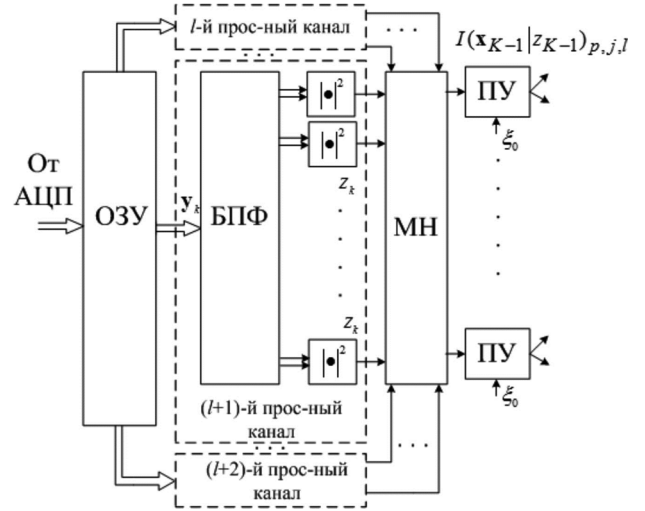 l-й прос-ный канал
I(x_{K-1}|z_{K-1})_{p,j,l}
|•|²
ПУ
ξ₀
|•|²
От
АЦП
ОЗУ
y_k
БПФ
z_k
МН
z_k
|•|²
ПУ
ξ₀
(l+1)-й прос-ный
канал
(l+2)-й прос-ный
канал